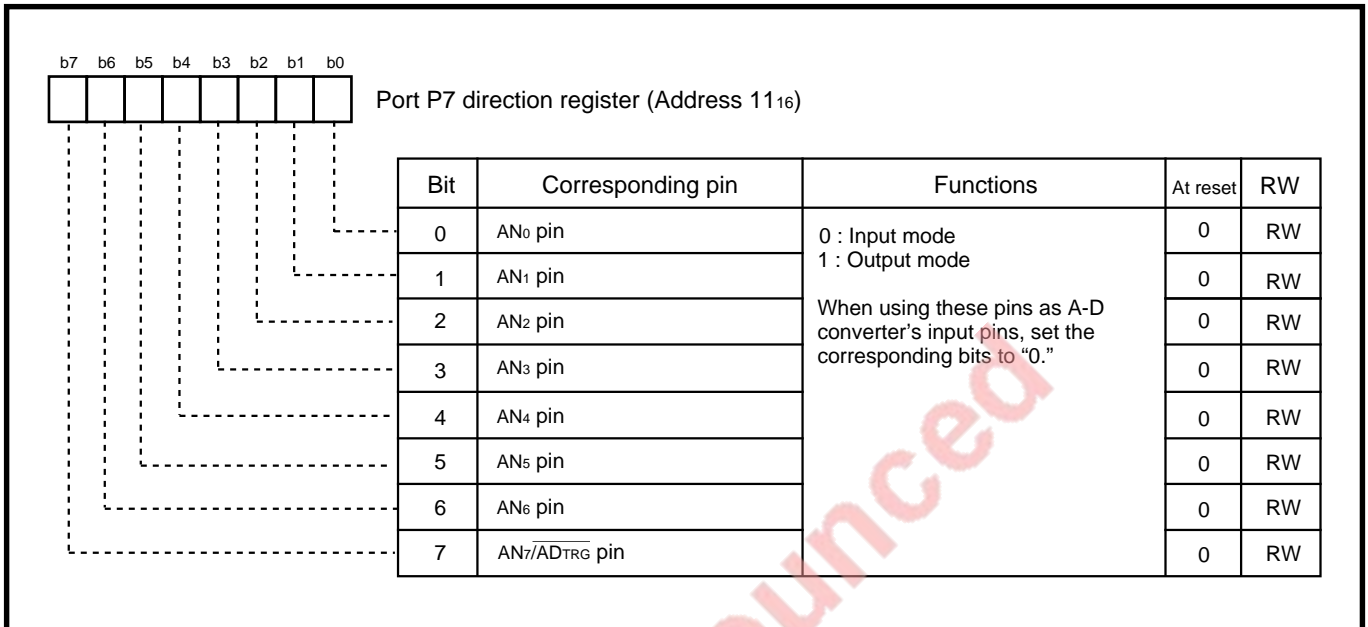 b7 b6 b5 b4 b3 b2 b1 b0
Port P7 direction register (Address 11₁₆)
Bit Corresponding pin Functions At reset RW
0 AN₀ pin 0 RW
1 AN₁ pin 0 RW
2 AN₂ pin 0 RW
3 AN₃ pin 0 RW
4 AN₄ pin 0 RW
5 AN₅ pin 0 RW
6 AN₆ pin 0 RW
7 AN₇/A̅D̅T̅R̅G̅ pin 0 RW
0 : Input mode
1 : Output mode
When using these pins as A-D
converter’s input pins, set the
corresponding bits to “0.”